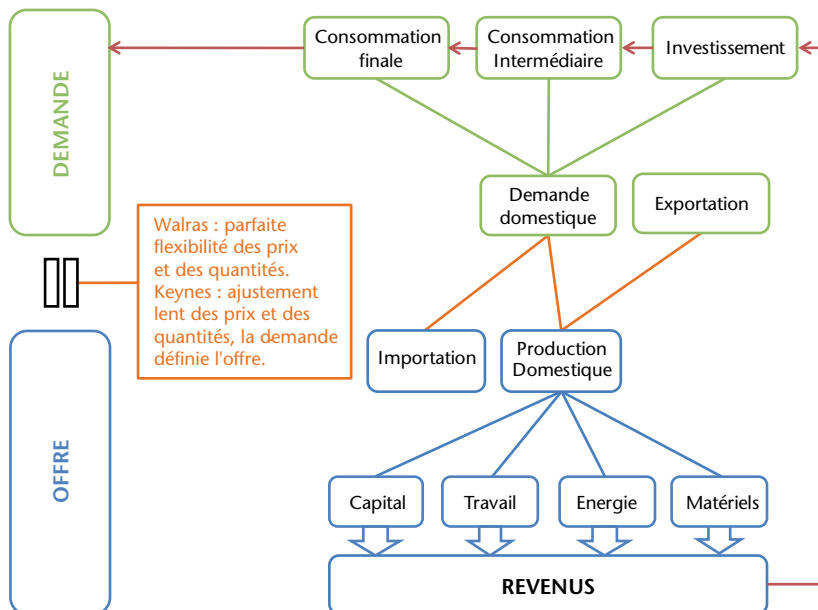 DEMANDE
Consommation
finale
Consommation
Intermédiaire
Investissement
Demande
domestique
Exportation
Walras : parfaite
flexibilité des prix
et des quantités.
Keynes : ajustement
lent des prix et des
quantités, la demande
définie l'offre.
Importation
Production
Domestique
OFFRE
Capital
Travail
Energie
Matériels
REVENUS